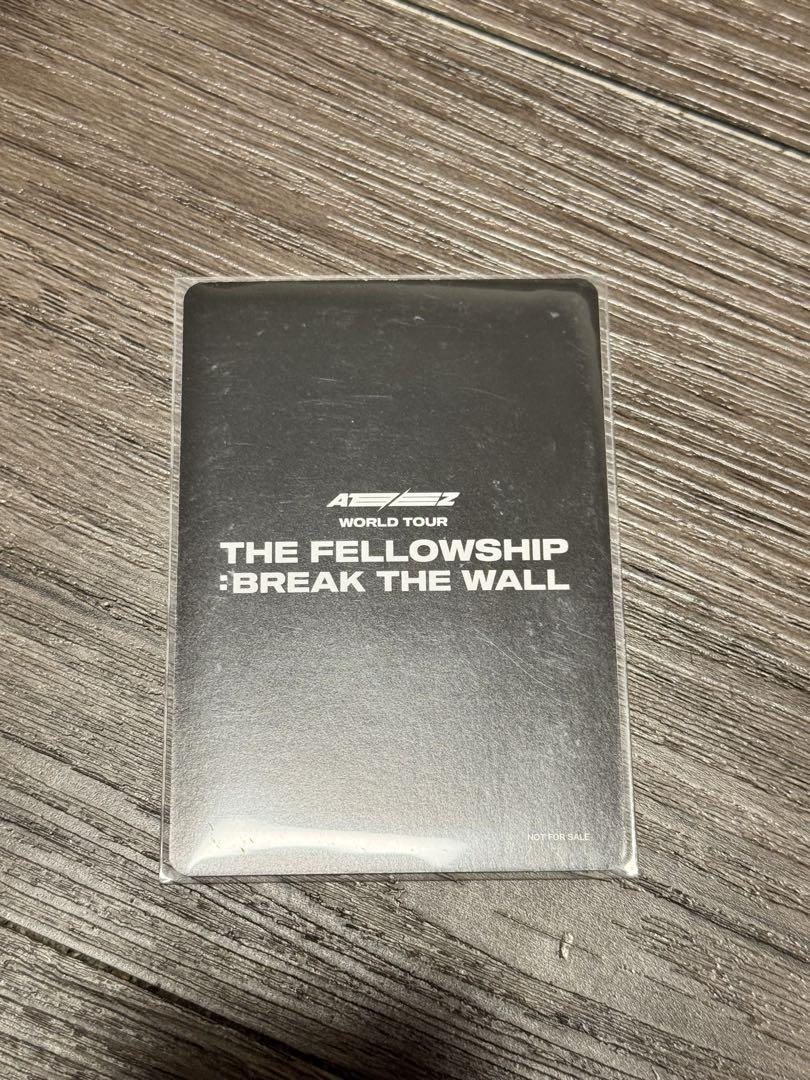 ATEEZ
WORLD TOUR
THE FELLOWSHIP
:BREAK THE WALL
NOT FOR SALE